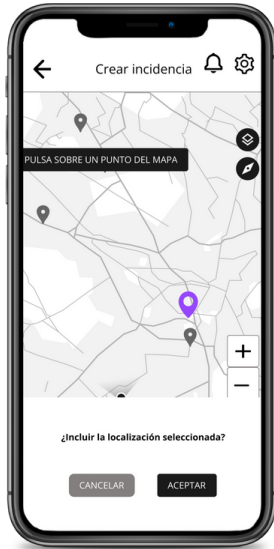 Crear incidencia
PULSA SOBRE UN PUNTO DEL MAPA
+
−
¿Incluir la localización seleccionada?
CANCELAR
ACEPTAR